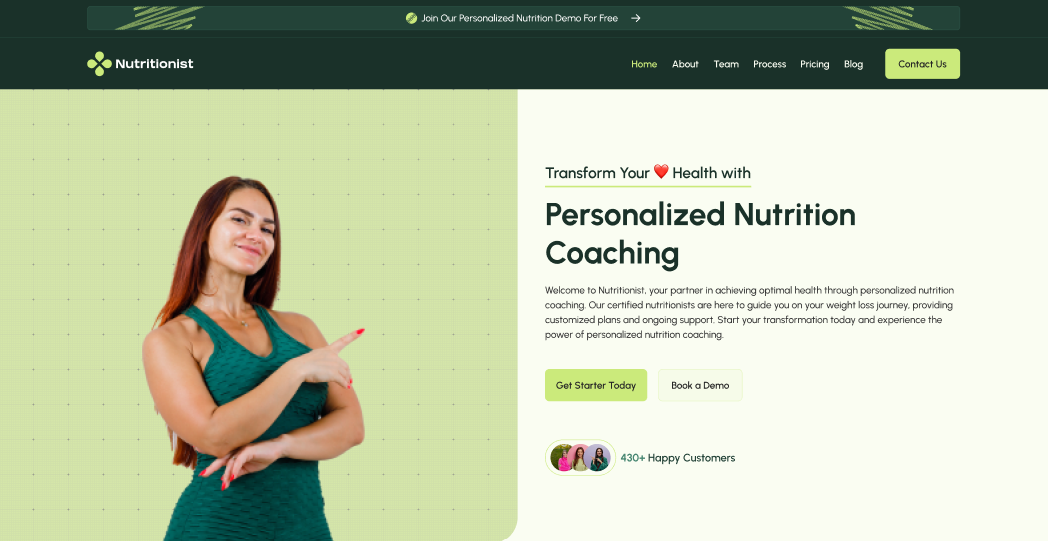 Join Our Personalized Nutrition Demo For Free
Nutritionist
Home About Team Process Pricing Blog Contact Us
Transform Your ❤️ Health with
Personalized Nutrition
Coaching
Welcome to Nutritionist, your partner in achieving optimal health through personalized nutrition
coaching. Our certified nutritionists are here to guide you on your weight loss journey, providing
customized plans and ongoing support. Start your transformation today and experience the
power of personalized nutrition coaching.
Get Starter Today Book a Demo
430+ Happy Customers